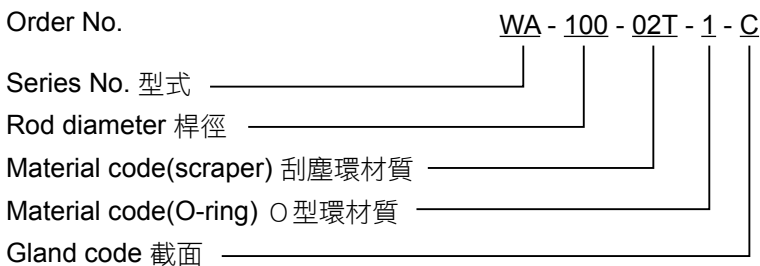 Order No. WA - 100 - 02T - 1 - C
Series No. 型式
Rod diameter 桿徑
Material code(scraper) 刮塵環材質
Material code(O-ring) Ｏ型環材質
Gland code 截面